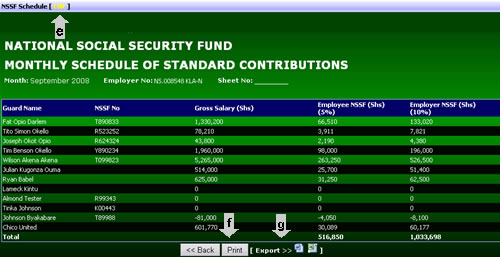 NSSF Schedule [ ]
e
NATIONAL SOCIAL SECURITY FUND
MONTHLY SCHEDULE OF STANDARD CONTRIBUTIONS
Month: September 2008 Employer No: NS.008548 KLA-N Sheet No:
Guard Name NSSF No Gross Salary (Shs) Employee NSSF (Shs) (5%) Employer NSSF (Shs) (10%)
Fat Opio Darlem T890833 1,330,200 66,510 133,020
Tito Simon Okello R523252 78,210 3,911 7,821
Joseph Okot Opio R624324 43,800 2,190 4,380
Tim Benson Okello Y890234 1,960,000 98,000 196,000
Wilson Akena Akena T099823 5,265,000 263,250 526,500
Julian Kugonza Ouma 514,000 25,700 51,400
Ryan Babel 625,000 31,250 62,500
Lameck Kintu 0 0 0
Almond Tester R99343 0 0 0
Tinka Johnson K00443 0 0 0
Johnson Byakabare T89988 -81,000 -4,050 -8,100
Chico United 601,770 30,089 60,177
Total 516,850 1,033,698
f g
<< Back Print [ Export >> ]